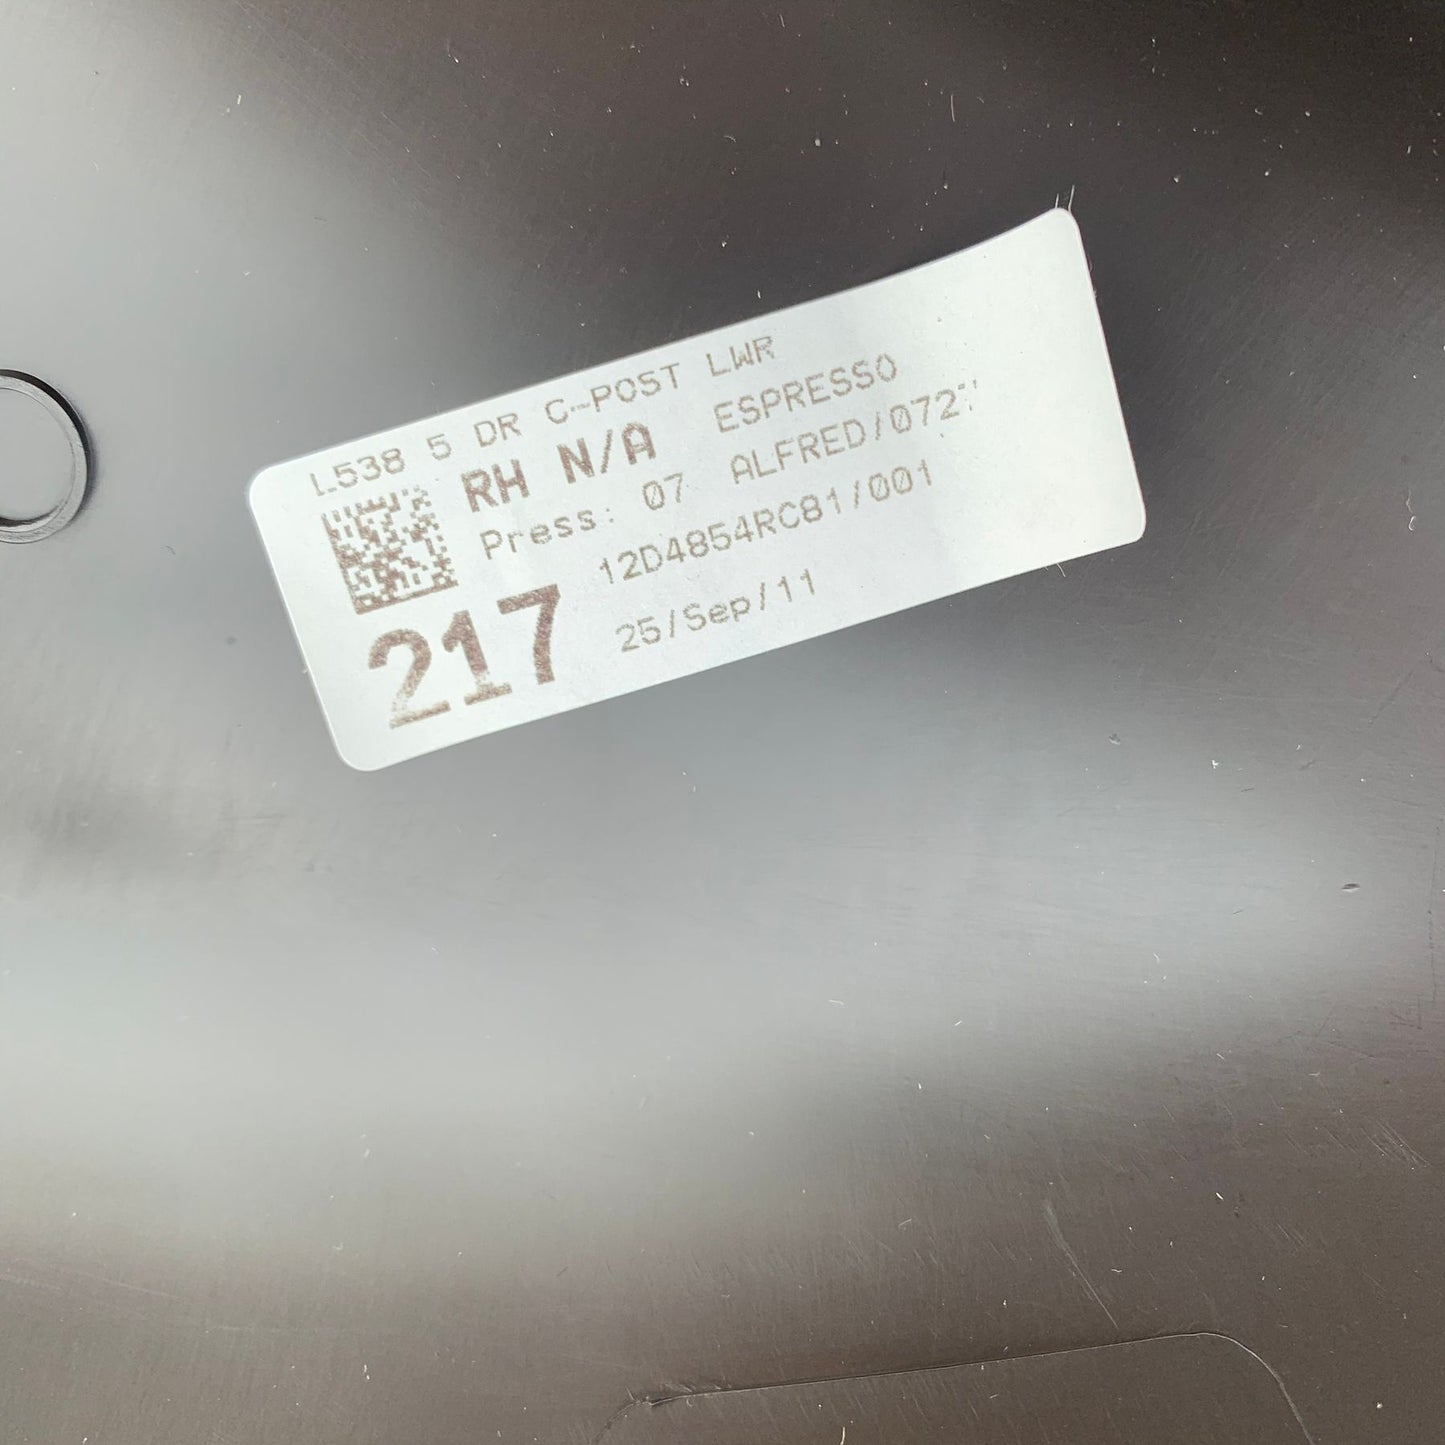 L538 5 DR C-POST LWR
RH N/A ESPRESSO
Press: 07 ALFRED/072
12D4854RC81/001
217 25/Sep/11